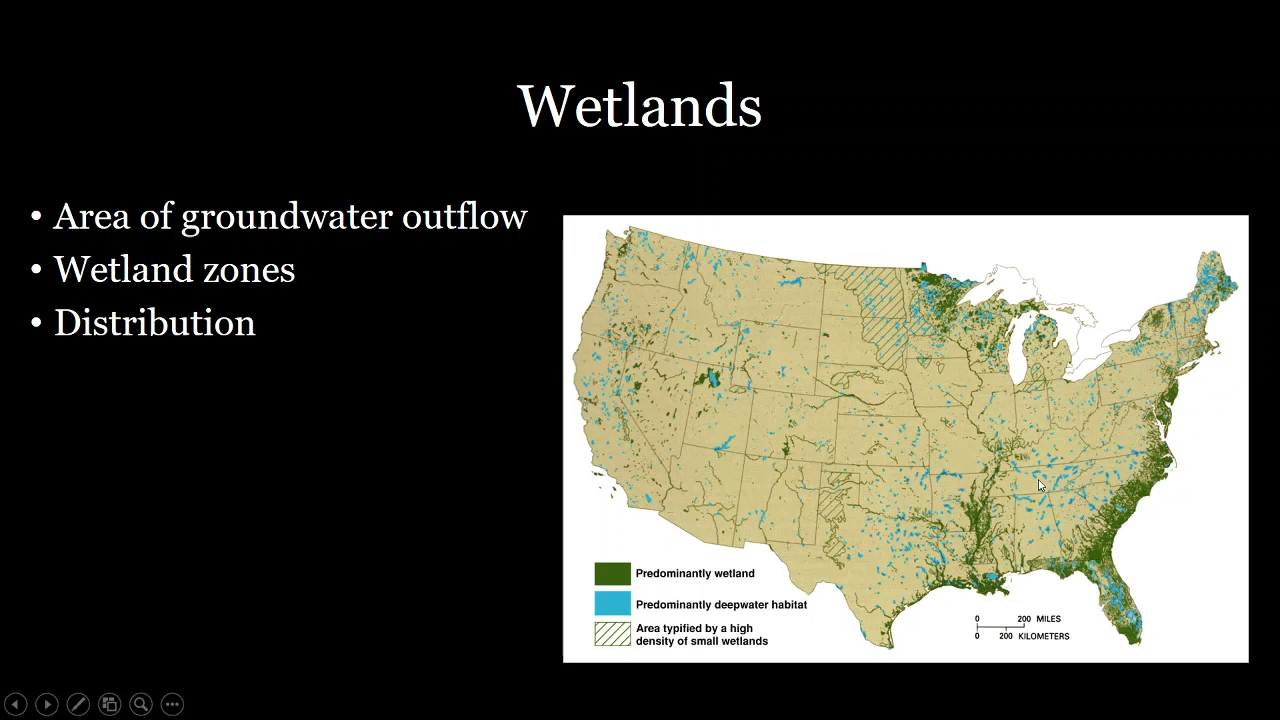 Wetlands
• Area of groundwater outflow
• Wetland zones
• Distribution
Predominantly wetland
Predominantly deepwater habitat
Area typified by a high
density of small wetlands
0 200 MILES
0 200 KILOMETERS